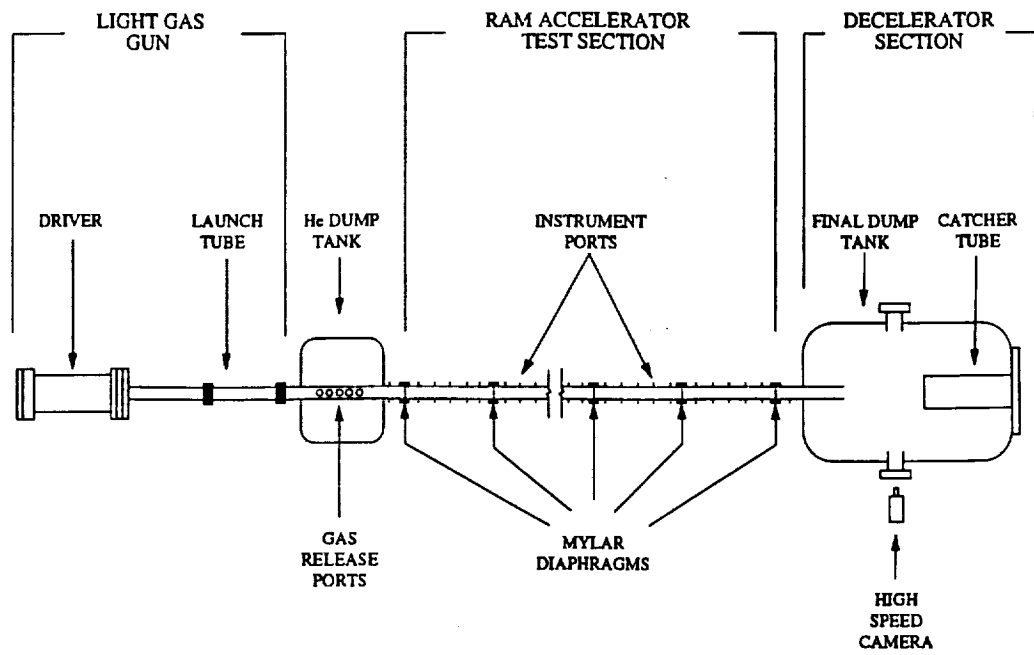 LIGHT GAS
GUN
RAM ACCELERATOR
TEST SECTION
DECELERATOR
SECTION
DRIVER
LAUNCH
TUBE
He DUMP
TANK
INSTRUMENT
PORTS
FINAL DUMP
TANK
CATCHER
TUBE
GAS
RELEASE
PORTS
MYLAR
DIAPHRAGMS
HIGH
SPEED
CAMERA